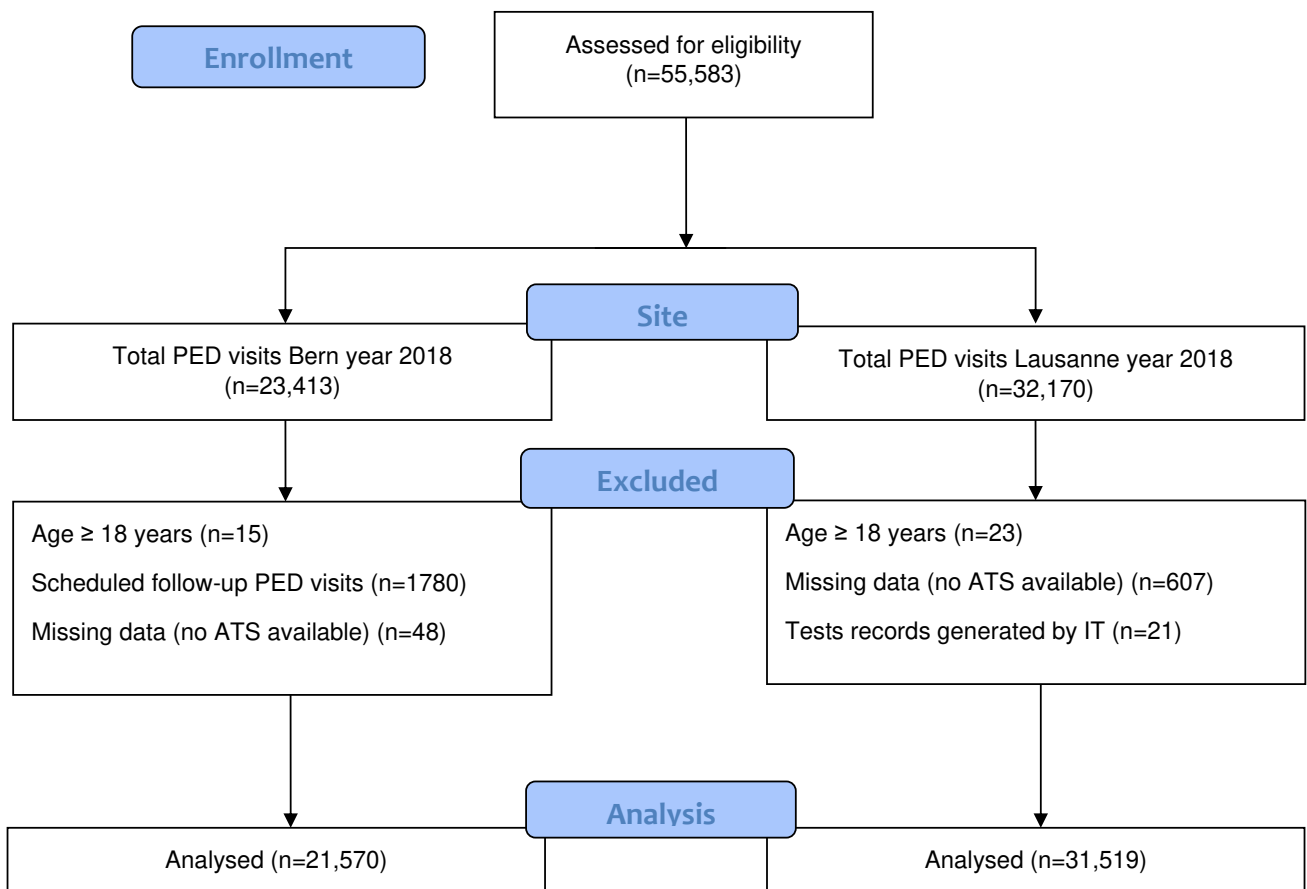 Enrollment
Assessed for eligibility
(n=55,583)
Site
Total PED visits Bern year 2018
(n=23,413)
Total PED visits Lausanne year 2018
(n=32,170)
Excluded
Age ≥ 18 years (n=15)
Scheduled follow-up PED visits (n=1780)
Missing data (no ATS available) (n=48)
Age ≥ 18 years (n=23)
Missing data (no ATS available) (n=607)
Tests records generated by IT (n=21)
Analysis
Analysed (n=21,570)
Analysed (n=31,519)